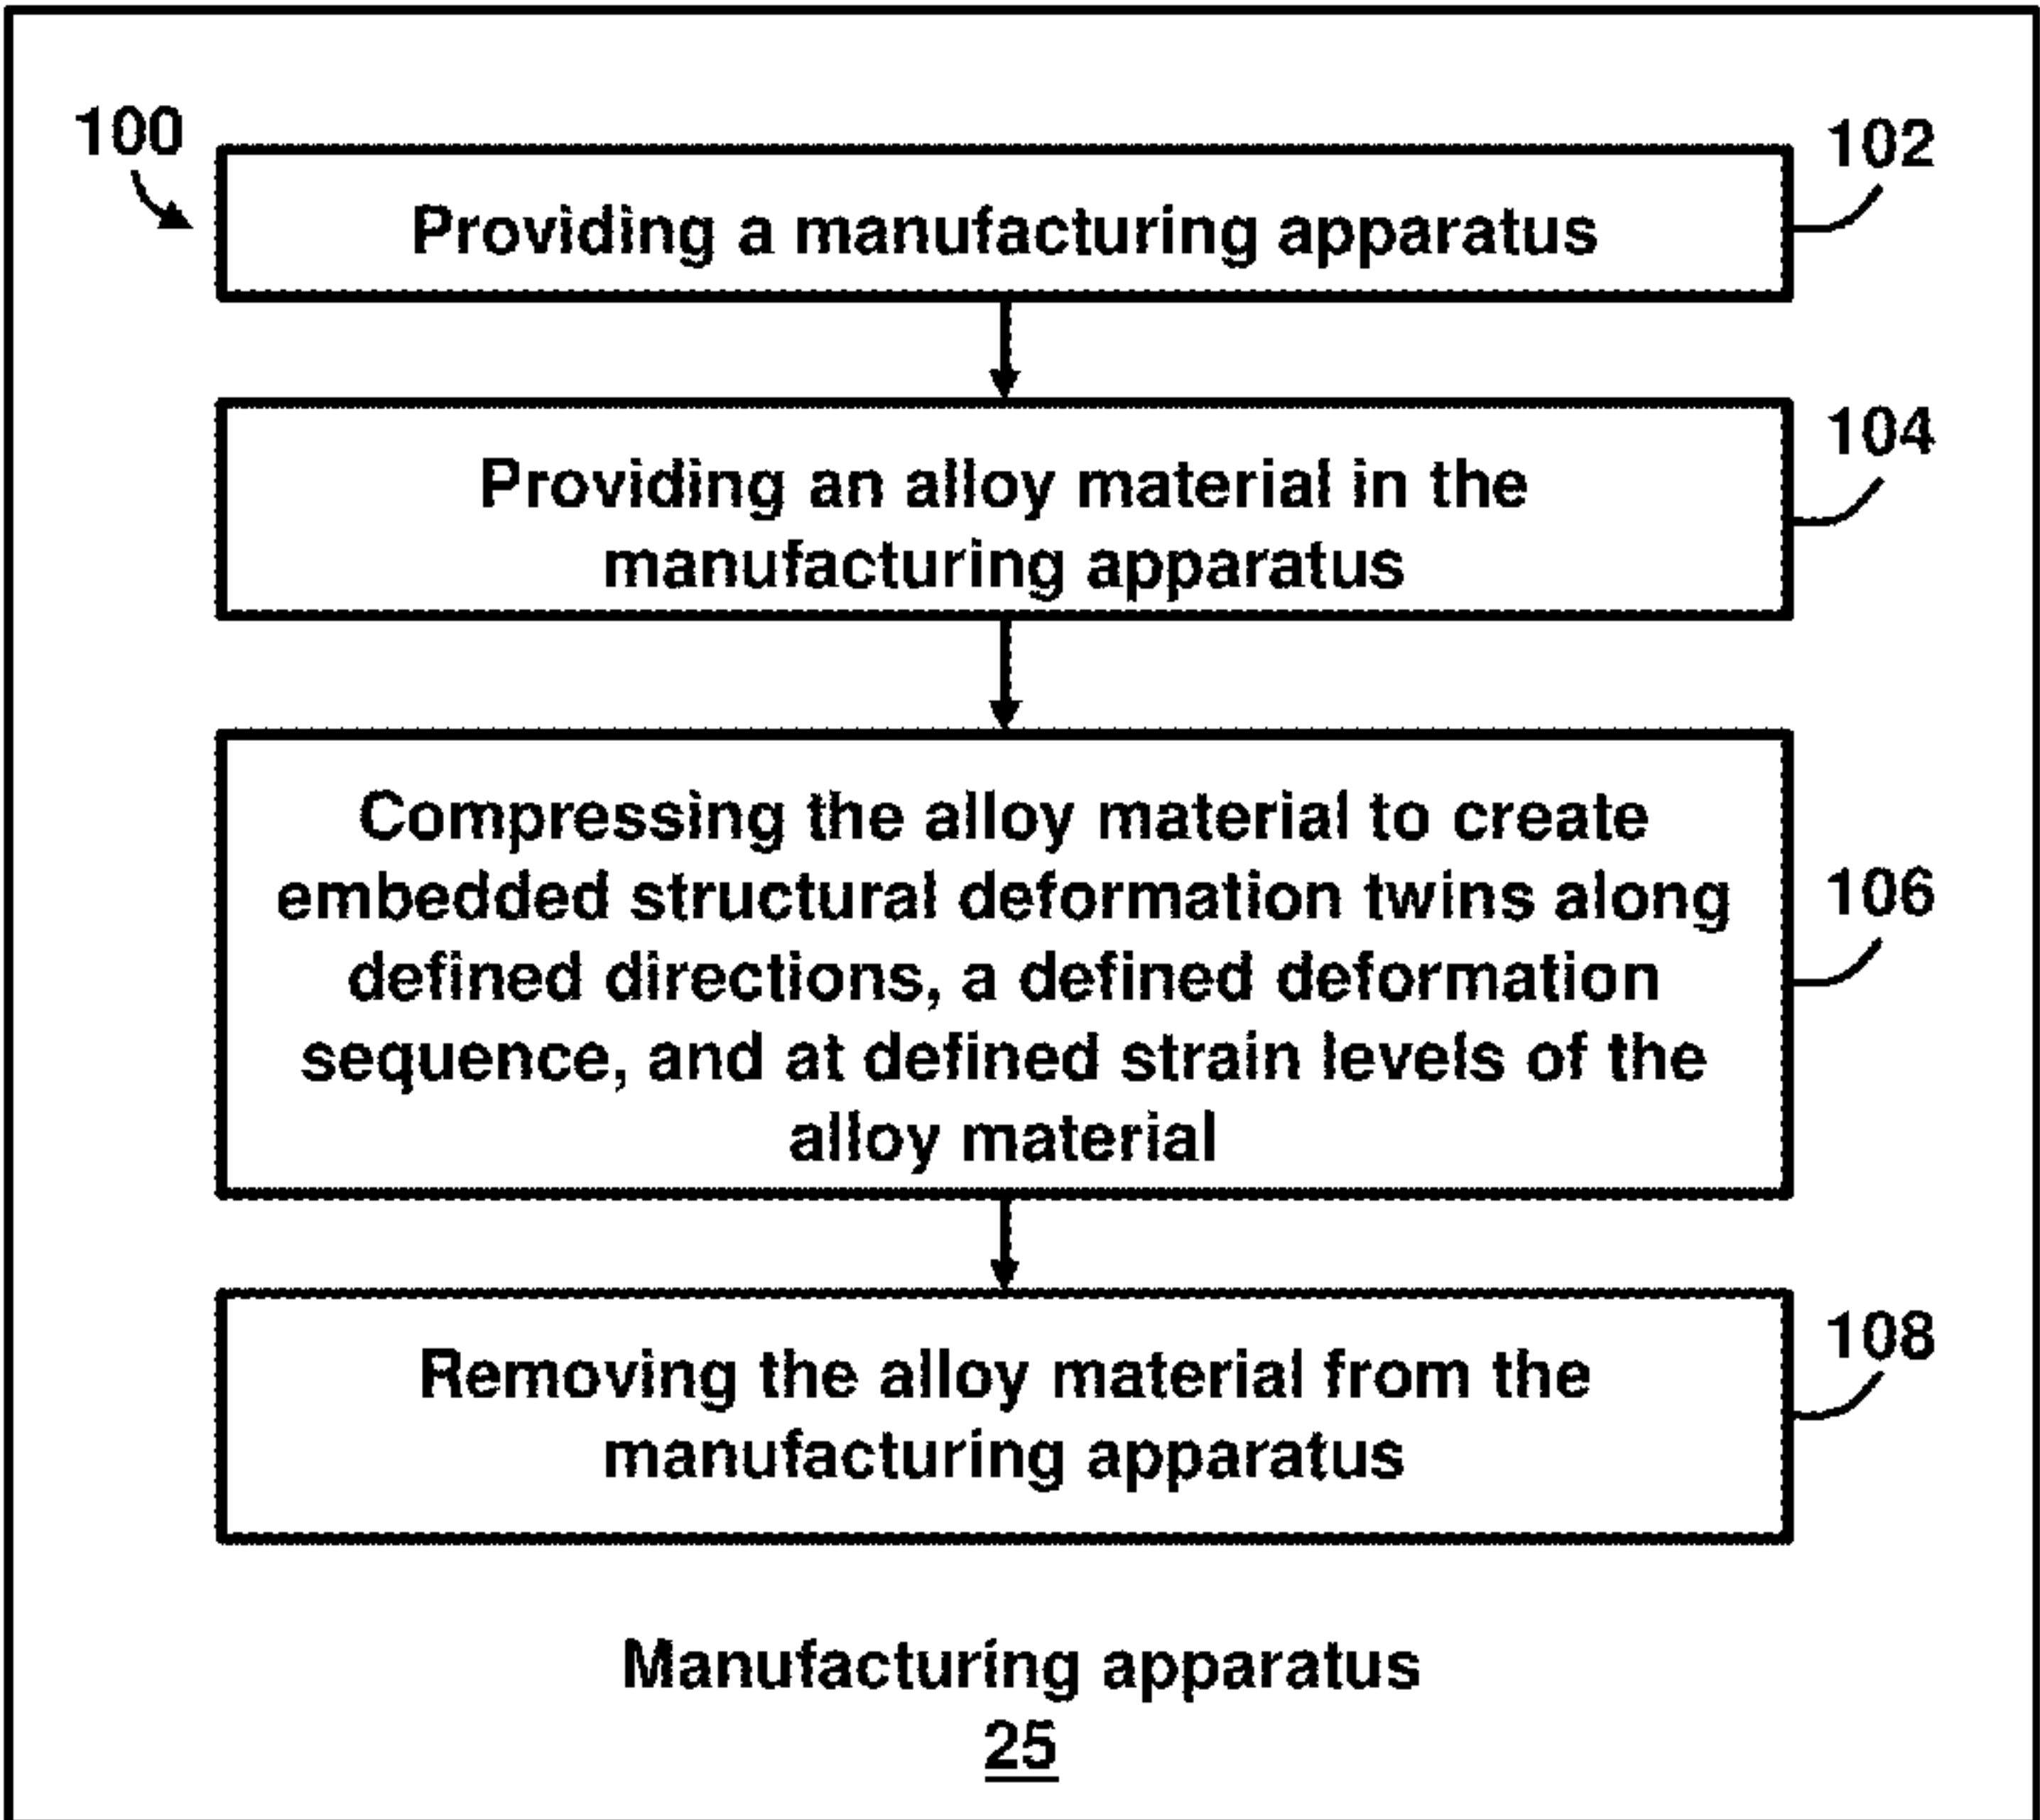 100
102
Providing a manufacturing apparatus
104
Providing an alloy material in the
manufacturing apparatus
Compressing the alloy material to create
embedded structural deformation twins along
106
defined directions, a defined deformation
sequence, and at defined strain levels of the
alloy material
108
Removing the alloy material from the
manufacturing apparatus
Manufacturing apparatus
25